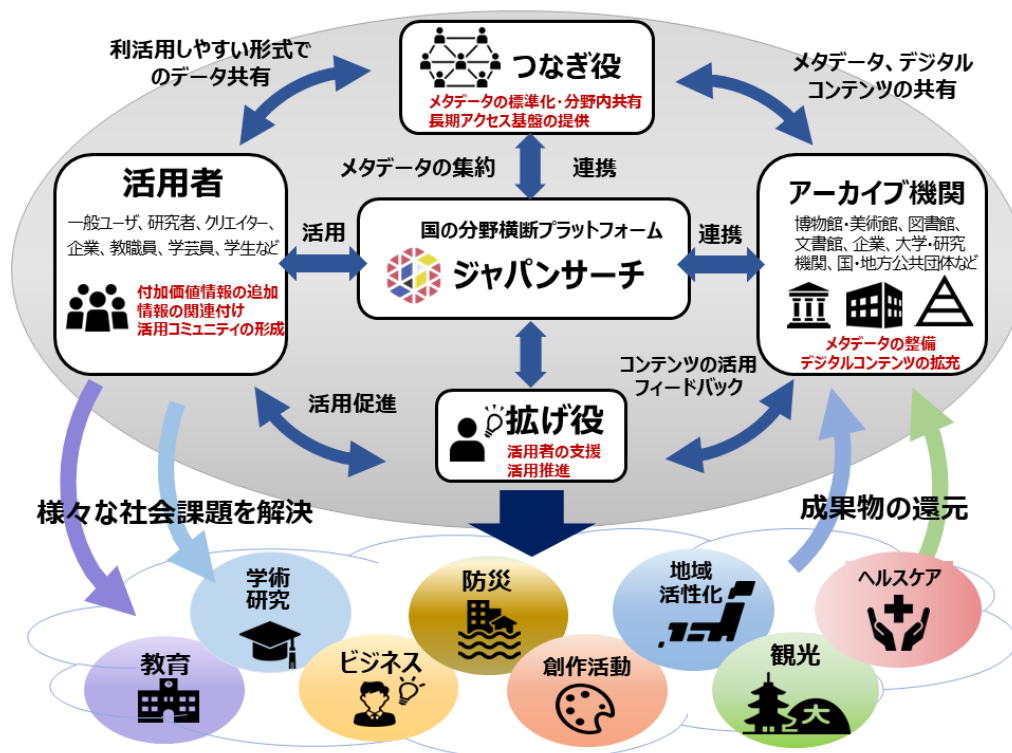 利活用しやすい形式で
のデータ共有
つなぎ役
メタデータの標準化・分野内共有
長期アクセス基盤の提供
メタデータ、デジタル
コンテンツの共有
メタデータの集約
連携
活用者
一般ユーザ、研究者、クリエイター、
企業、教職員、学芸員、学生など
付加価値情報の追加
情報の関連付け
活用コミュニティの形成
活用
国の分野横断プラットフォーム
ジャパンサーチ
連携
アーカイブ機関
博物館・美術館、図書館、
文書館、企業、大学・研究
機関、国・地方公共団体など
メタデータの整備
デジタルコンテンツの拡充
活用促進
拡げ役
活用者の支援
活用推進
コンテンツの活用
フィードバック
様々な社会課題を解決
成果物の還元
教育
学術
研究
ビジネス
防災
創作活動
地域
活性化
観光
大
ヘルスケア